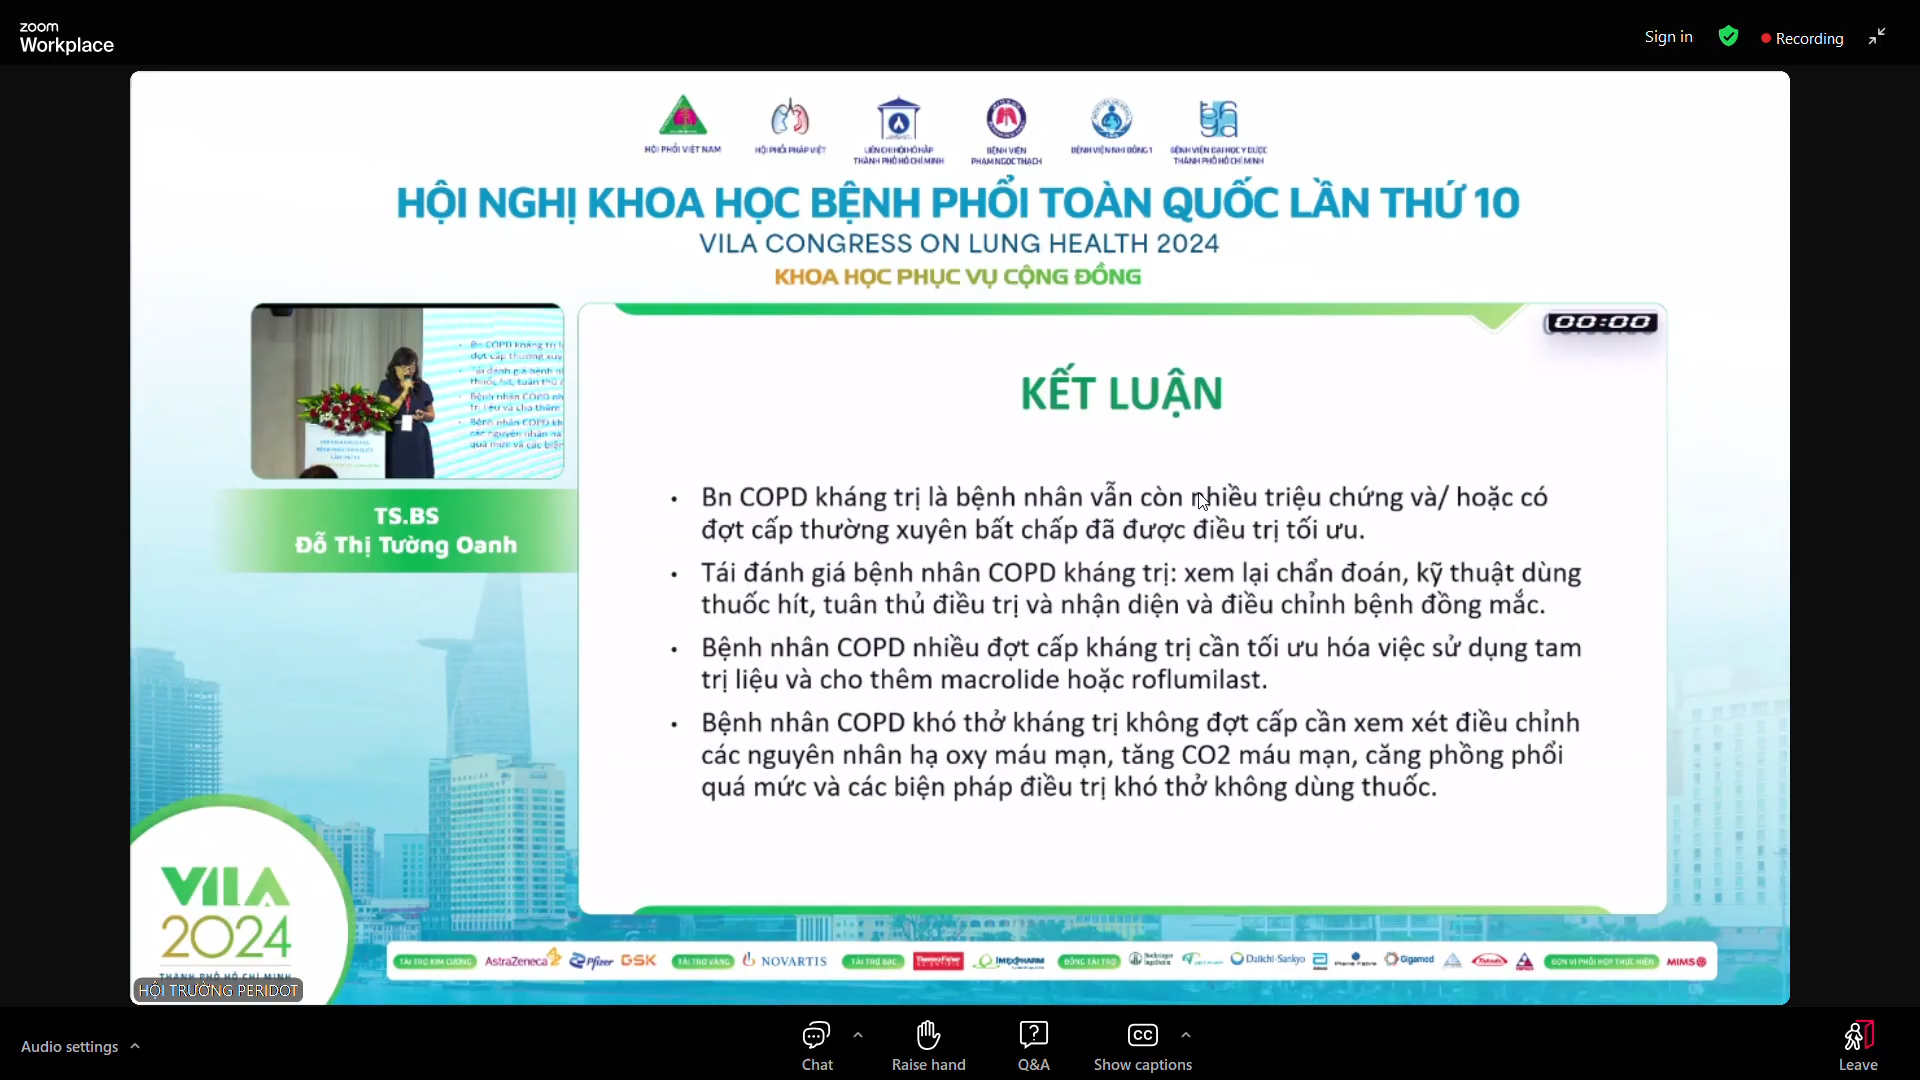 zoom
Workplace
Sign in
Recording
HỘI PHỔI VIỆT NAM
HỘI PHỔI PHÁP VIỆT
LIÊN CHI HỘI HÔ HẤP
THÀNH PHỐ HỒ CHÍ MINH
BỆNH VIỆN
PHẠM NGỌC THẠCH
BỆNH VIỆN NHI ĐỒNG 1
BỆNH VIỆN ĐẠI HỌC Y DƯỢC
THÀNH PHỐ HỒ CHÍ MINH
HỘI NGHỊ KHOA HỌC BỆNH PHỔI TOÀN QUỐC LẦN THỨ 10
VILA CONGRESS ON LUNG HEALTH 2024
KHOA HỌC PHỤC VỤ CỘNG ĐỒNG
00:00
TS.BS
Đỗ Thị Tường Oanh
KẾT LUẬN
• Bn COPD kháng trị là bệnh nhân vẫn còn nhiều triệu chứng và/ hoặc có
đợt cấp thường xuyên bất chấp đã được điều trị tối ưu.
• Tái đánh giá bệnh nhân COPD kháng trị: xem lại chẩn đoán, kỹ thuật dùng
thuốc hít, tuân thủ điều trị và nhận diện và điều chỉnh bệnh đồng mắc.
• Bệnh nhân COPD nhiều đợt cấp kháng trị cần tối ưu hóa việc sử dụng tam
trị liệu và cho thêm macrolide hoặc roflumilast.
• Bệnh nhân COPD khó thở kháng trị không đợt cấp cần xem xét điều chỉnh
các nguyên nhân hạ oxy máu mạn, tăng CO2 máu mạn, căng phồng phổi
quá mức và các biện pháp điều trị khó thở không dùng thuốc.
VILA
2024
THÀNH PHỐ HỒ CHÍ MINH
HỘI TRƯỜNG PERIDOT
TÀI TRỢ KIM CƯƠNG AstraZeneca Pfizer GSK TÀI TRỢ VÀNG NOVARTIS TÀI TRỢ BẠC ThermoFisher IMEXPHARM ĐỒNG TÀI TRỢ Boehringer Ingelheim Daiichi-Sankyo Abbott Gigamed Takeda ĐƠN VỊ PHỐI HỢP THỰC HIỆN MIMS
Audio settings
Chat
Raise hand
Q&A
Show captions
Leave